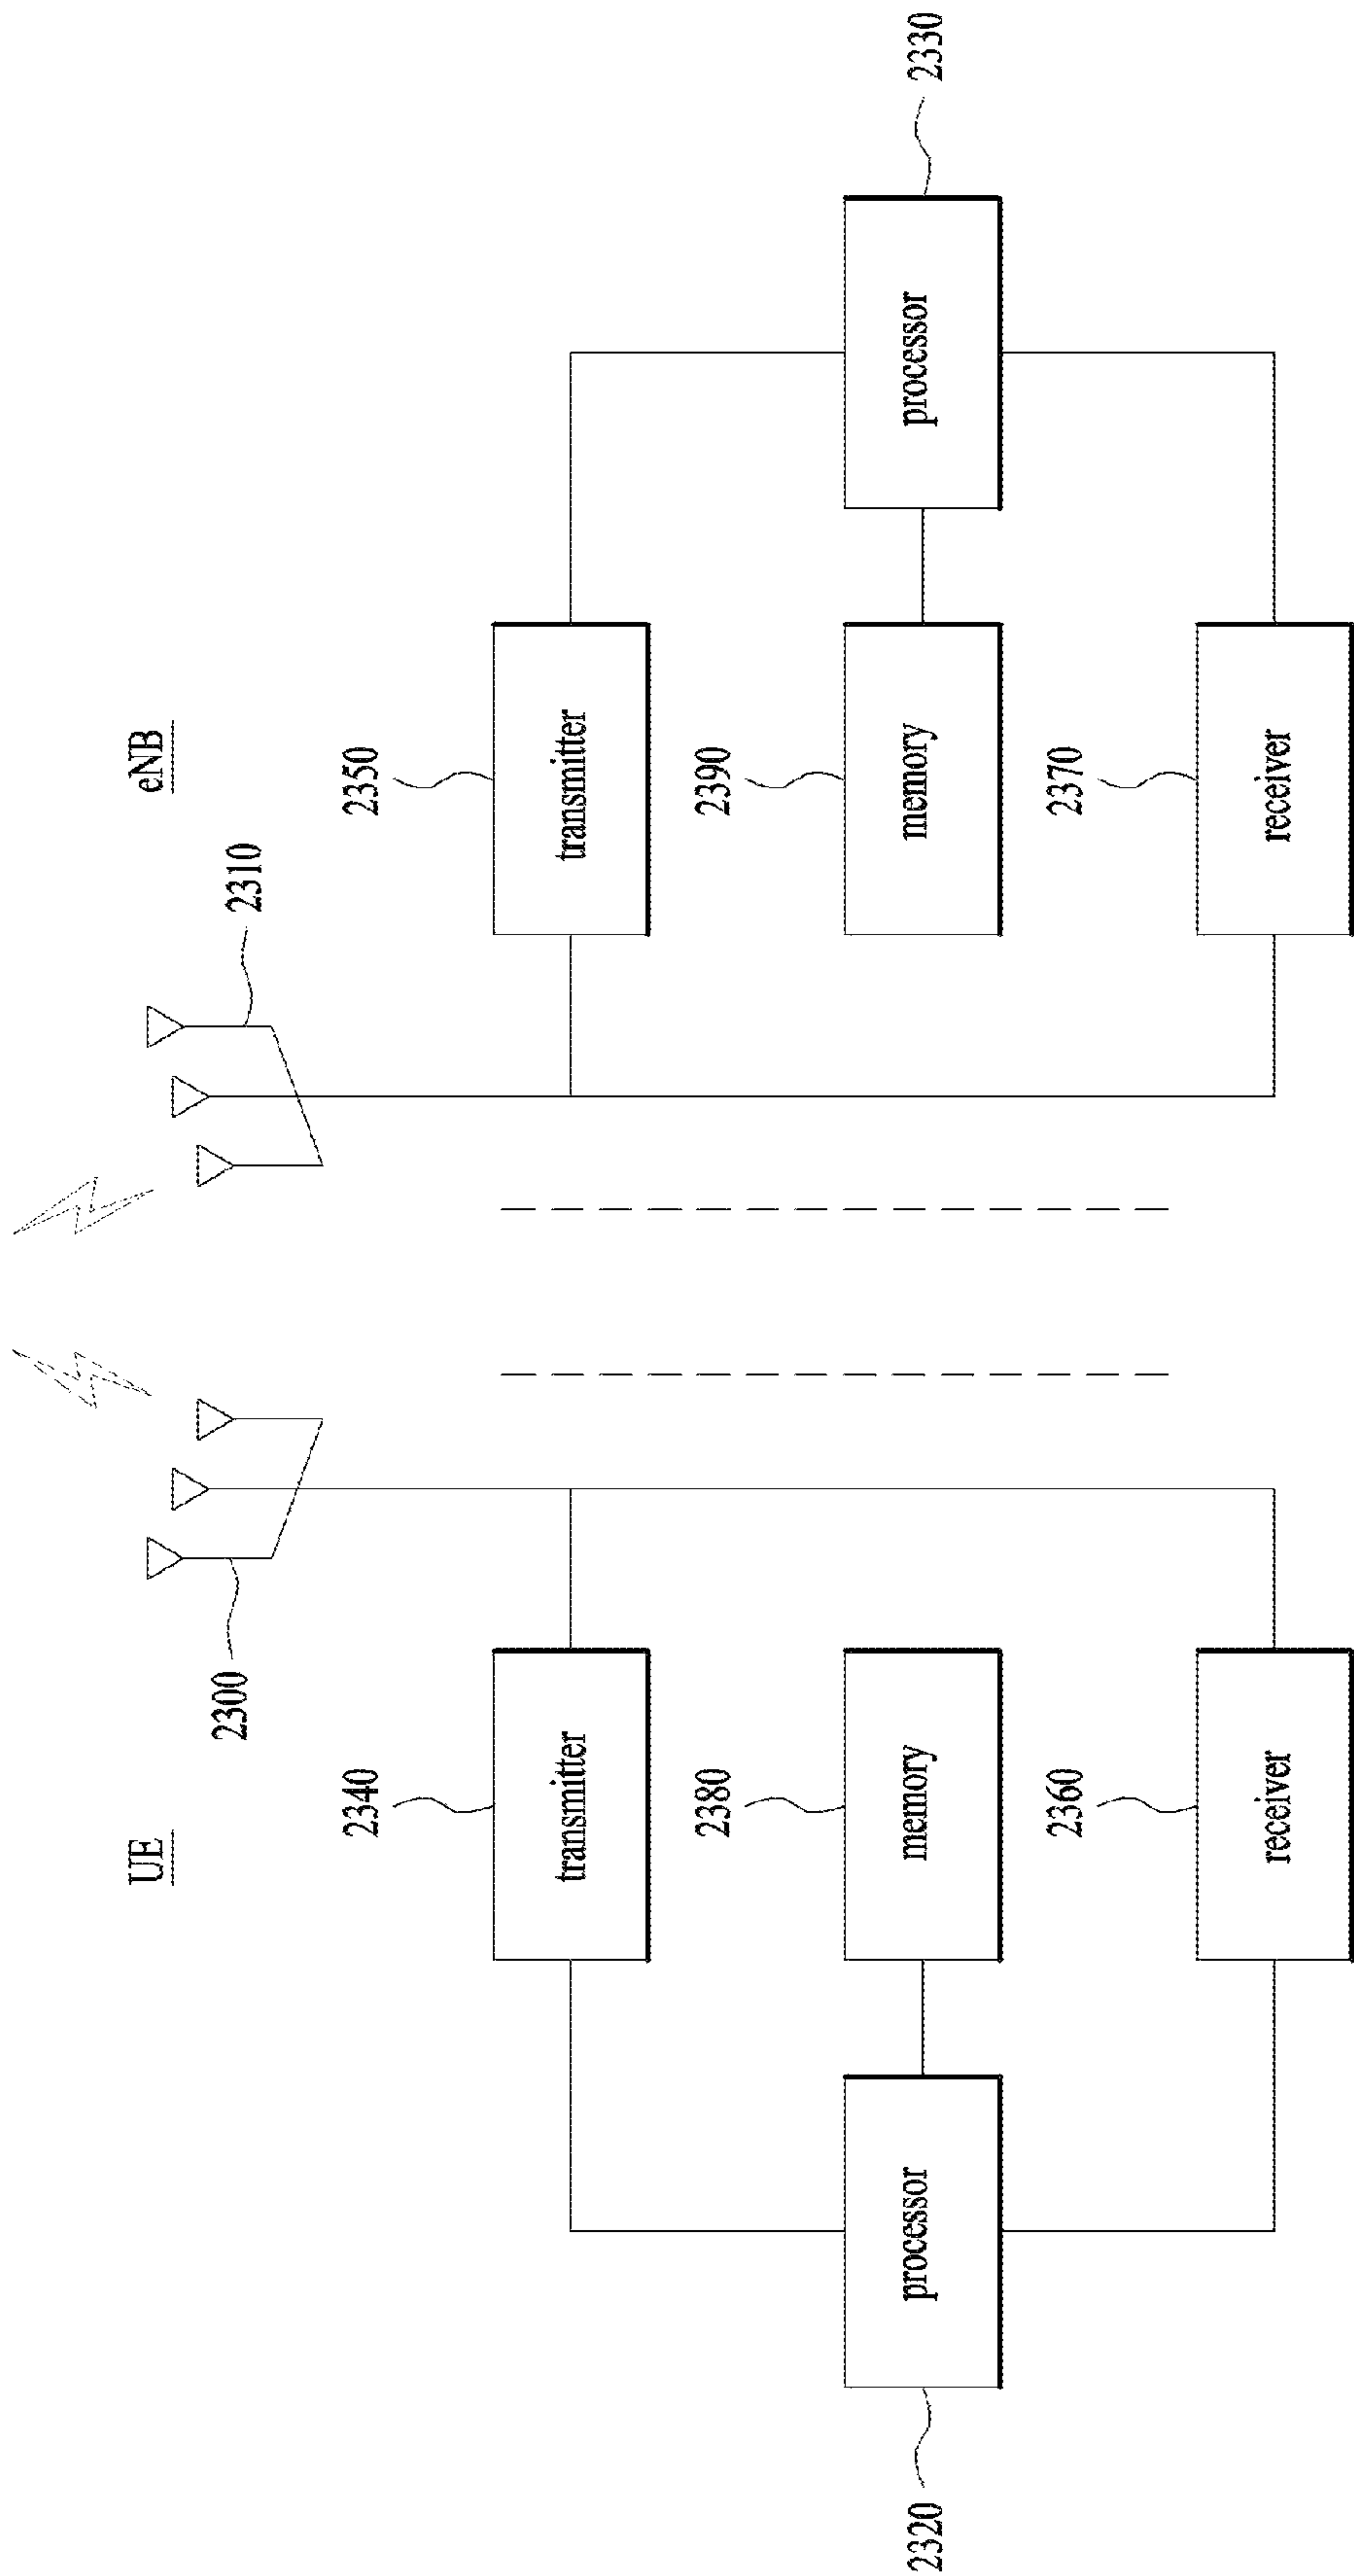 UE
eNB
2300
2310
2340
transmitter
2350
transmitter
2320
processor
2380
memory
2390
memory
processor
2330
2360
receiver
2370
receiver